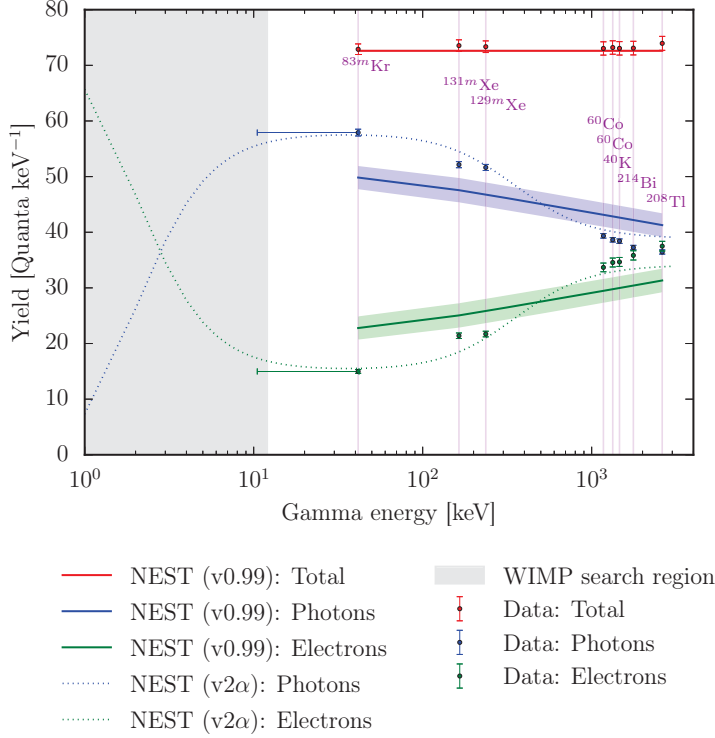 80
70
60
50
40
30
20
10
0
Yield [Quanta keV⁻¹]
⁸³ᵐKr
¹³¹ᵐXe
¹²⁹ᵐXe
⁶⁰Co
⁶⁰Co
⁴⁰K
²¹⁴Bi
²⁰⁸Tl
10⁰ 10¹ 10² 10³
Gamma energy [keV]
NEST (v0.99): Total
NEST (v0.99): Photons
NEST (v0.99): Electrons
NEST (v2α): Photons
NEST (v2α): Electrons
WIMP search region
Data: Total
Data: Photons
Data: Electrons